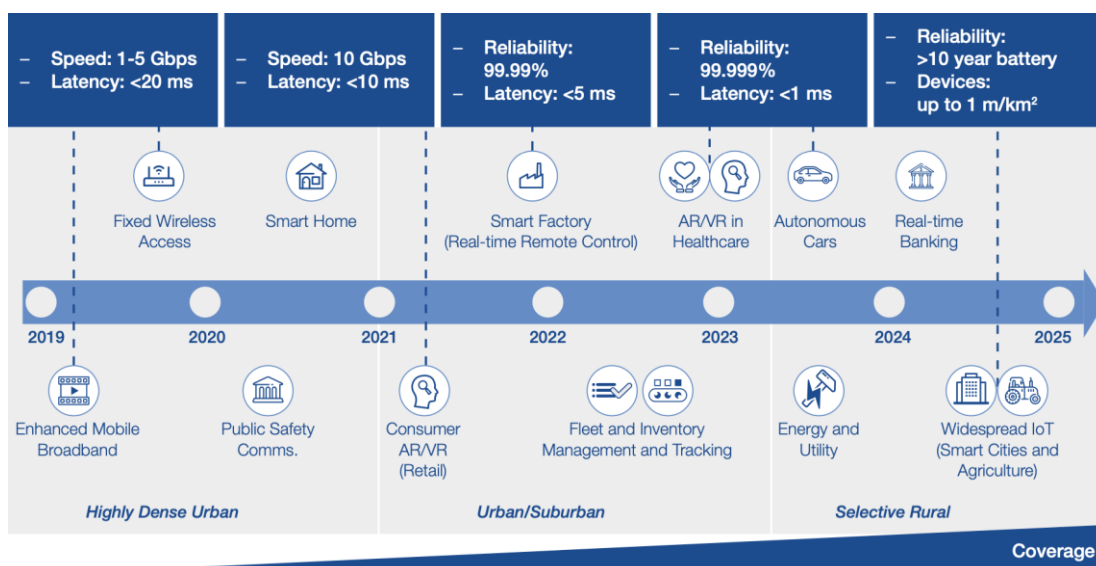 – Speed: 1-5 Gbps
– Latency: <20 ms
– Speed: 10 Gbps
– Latency: <10 ms
– Reliability:
99.99%
– Latency: <5 ms
– Reliability:
99.999%
– Latency: <1 ms
– Reliability:
>10 year battery
– Devices:
up to 1 m/km²
Fixed Wireless
Access
Smart Home
Smart Factory
(Real-time Remote Control)
AR/VR in
Healthcare
Autonomous
Cars
Real-time
Banking
2019
2020
2021
2022
2023
2024
2025
Enhanced Mobile
Broadband
Public Safety
Comms.
Consumer
AR/VR
(Retail)
Fleet and Inventory
Management and Tracking
Energy and
Utility
Widespread IoT
(Smart Cities and
Agriculture)
Highly Dense Urban
Urban/Suburban
Selective Rural
Coverage